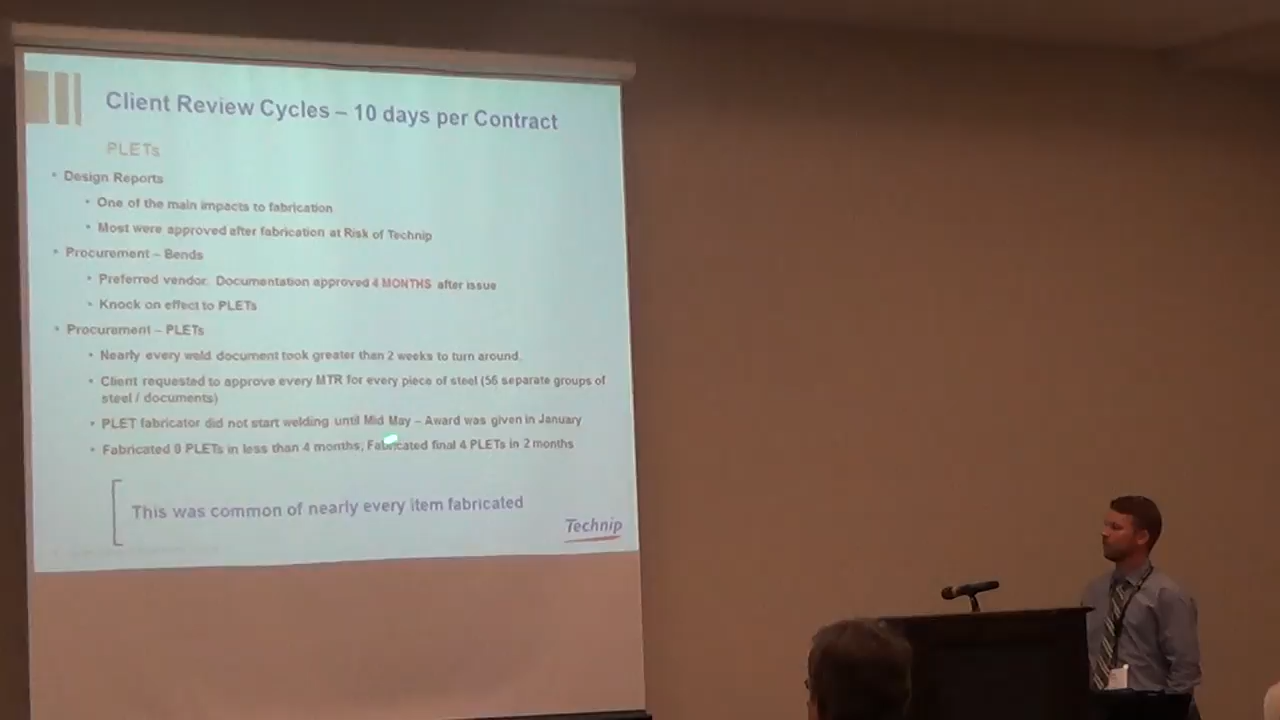 Client Review Cycles – 10 days per Contract
PLETs
• Design Reports
• One of the main impacts to fabrication
• Most were approved after fabrication at Risk of Technip
• Procurement – Bends
• Preferred vendor. Documentation approved 4 MONTHS after issue
• Knock on effect to PLETs
• Procurement – PLETs
• Nearly every weld document took greater than 2 weeks to turn around.
• Client requested to approve every MTR for every piece of steel (56 separate groups of
steel / documents)
• PLET fabricator did not start welding until Mid May – Award was given in January
• Fabricated PLETs in less than 4 months, Fabricated final 4 PLETs in 2 months
This was common of nearly every item fabricated
Technip